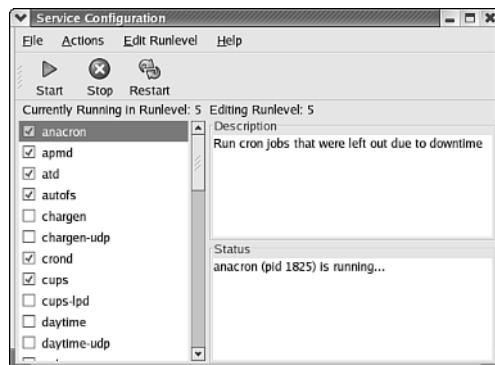 Service Configuration
File Actions Edit Runlevel Help
Start Stop Restart
Currently Running in Runlevel: 5 Editing Runlevel: 5
anacron
apmd
atd
autofs
chargen
chargen-udp
crond
cups
cups-lpd
daytime
daytime-udp
Description
Run cron jobs that were left out due to downtime
Status
anacron (pid 1825) is running...